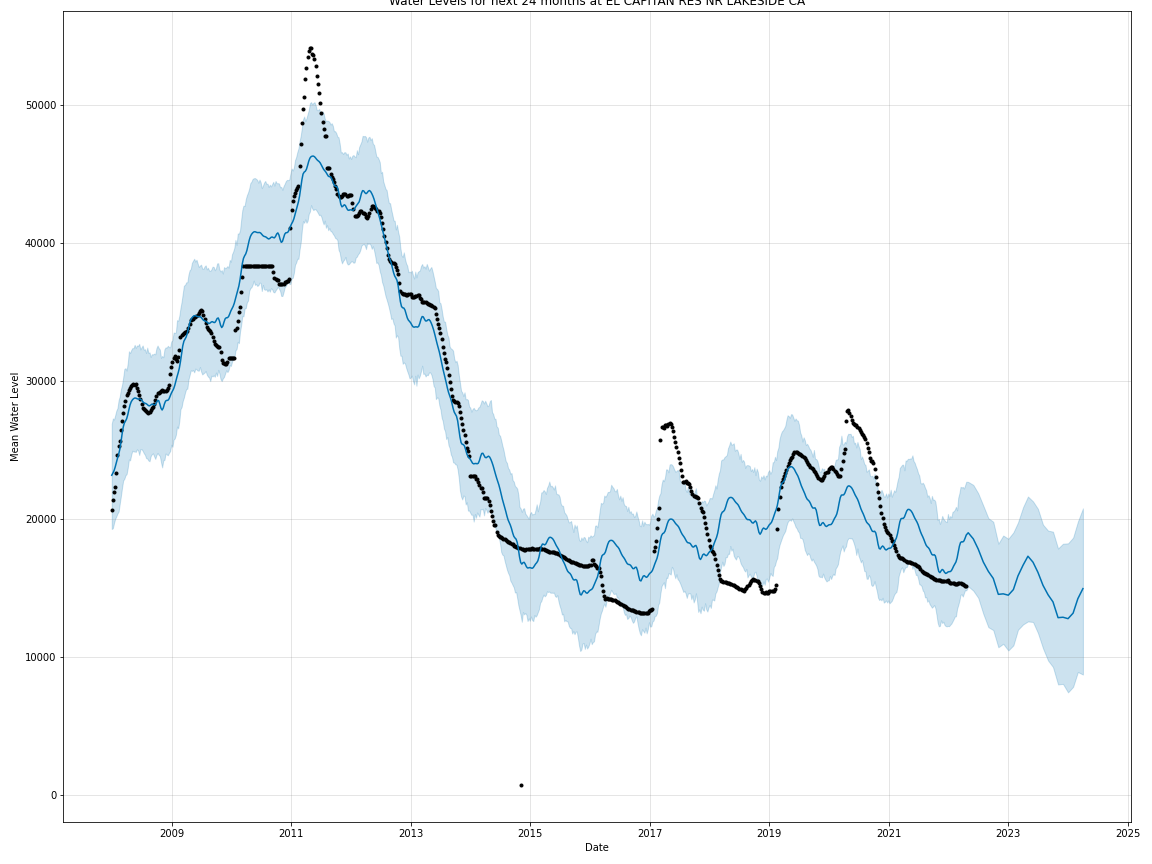 Water Levels for next 24 months at EL CAPITAN RES NR LAKESIDE CA
50000
40000
30000
20000
10000
0
Mean Water Level
2009 2011 2013 2015 2017 2019 2021 2023 2025
Date